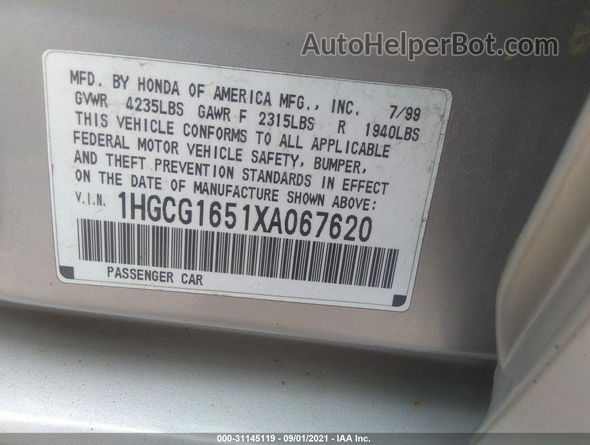 AutoHelperBot.com
MFD. BY HONDA OF AMERICA MFG., INC. 7/99
GVWR 4235LBS GAWR F 2315LBS R 1940LBS
THIS VEHICLE CONFORMS TO ALL APPLICABLE
FEDERAL MOTOR VEHICLE SAFETY, BUMPER,
AND THEFT PREVENTION STANDARDS IN EFFECT
ON THE DATE OF MANUFACTURE SHOWN ABOVE:
V.I.N. 1HGCG1651XA067620
PASSENGER CAR
000-31145119 - 09/01/2021 - IAA Inc.